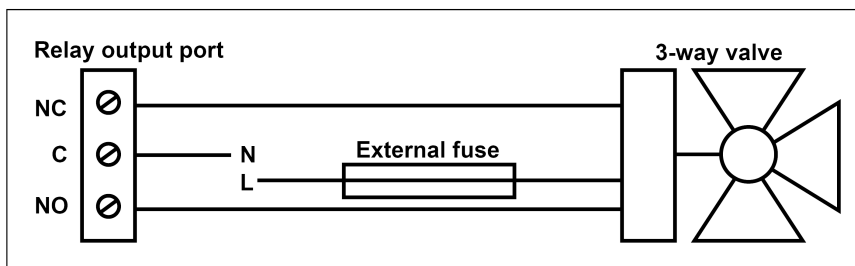 Relay output port
3-way valve
NC
C
N
External fuse
L
NO